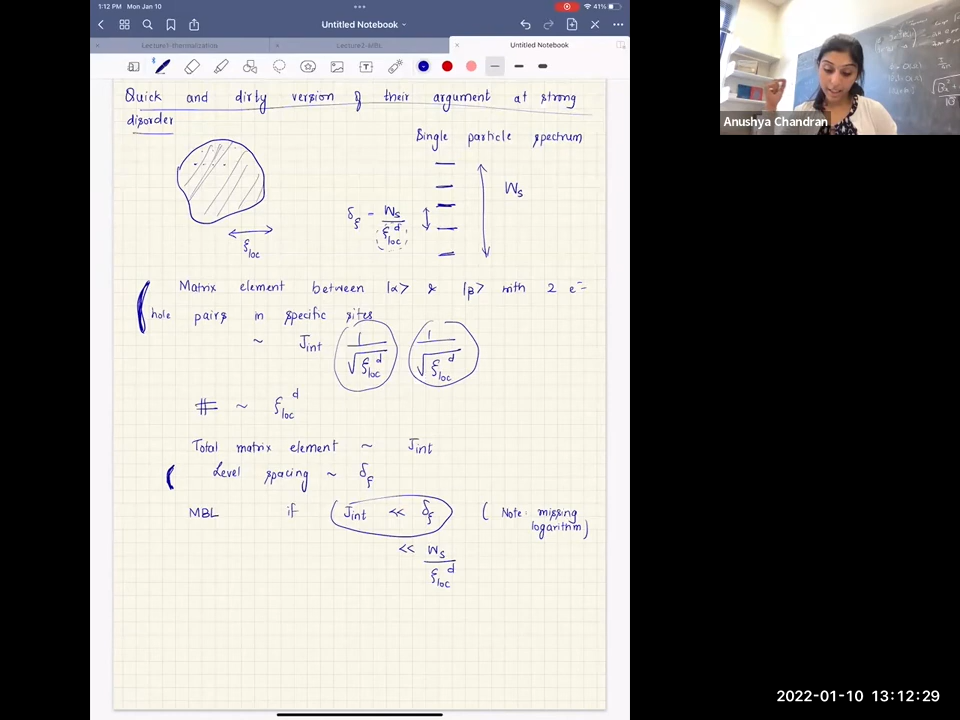 1:12 PM Mon Jan 10
41%
Untitled Notebook
Lecture1-thermalization
Lecture2-MBL
Untitled Notebook
Quick and dirty version of their argument at strong
disorder
Single particle spectrum
W_s
δ_ξ = W_s / ξ_loc^d
ξ_loc
Matrix element between |α> & |β> with 2 e-
hole pairs in specific sites
~ J_int 1/√ξ_loc^d 1/√ξ_loc^d
# ~ ξ_loc^d
Total matrix element ~ J_int
Level spacing ~ δ_ξ
MBL if J_int << δ_ξ (Note: missing
logarithm)
<< W_s / ξ_loc^d
Anushya Chandran
2022-01-10 13:12:29